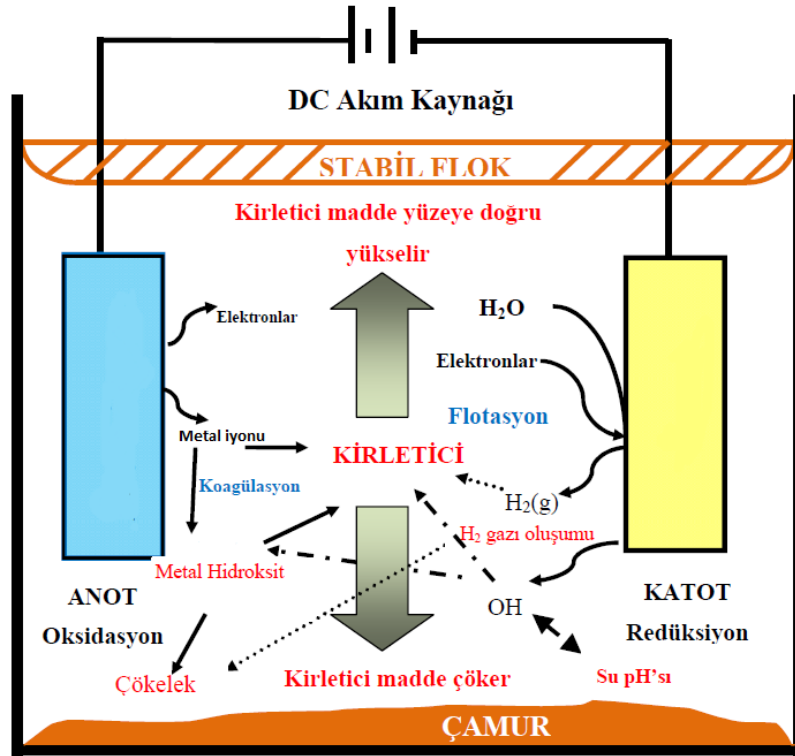 DC Akım Kaynağı
STABİL FLOK
Kirletici madde yüzeye doğru
yükselir
Elektronlar
H₂O
Elektronlar
Flotasyon
Metal iyonu
KİRLETİCİ
Koagülasyon
H₂(g)
H₂ gazı oluşumu
Metal Hidroksit
ANOT
Oksidasyon
OH
KATOT
Redüksiyon
Çökelek
Kirletici madde çöker
Su pH’sı
ÇAMUR